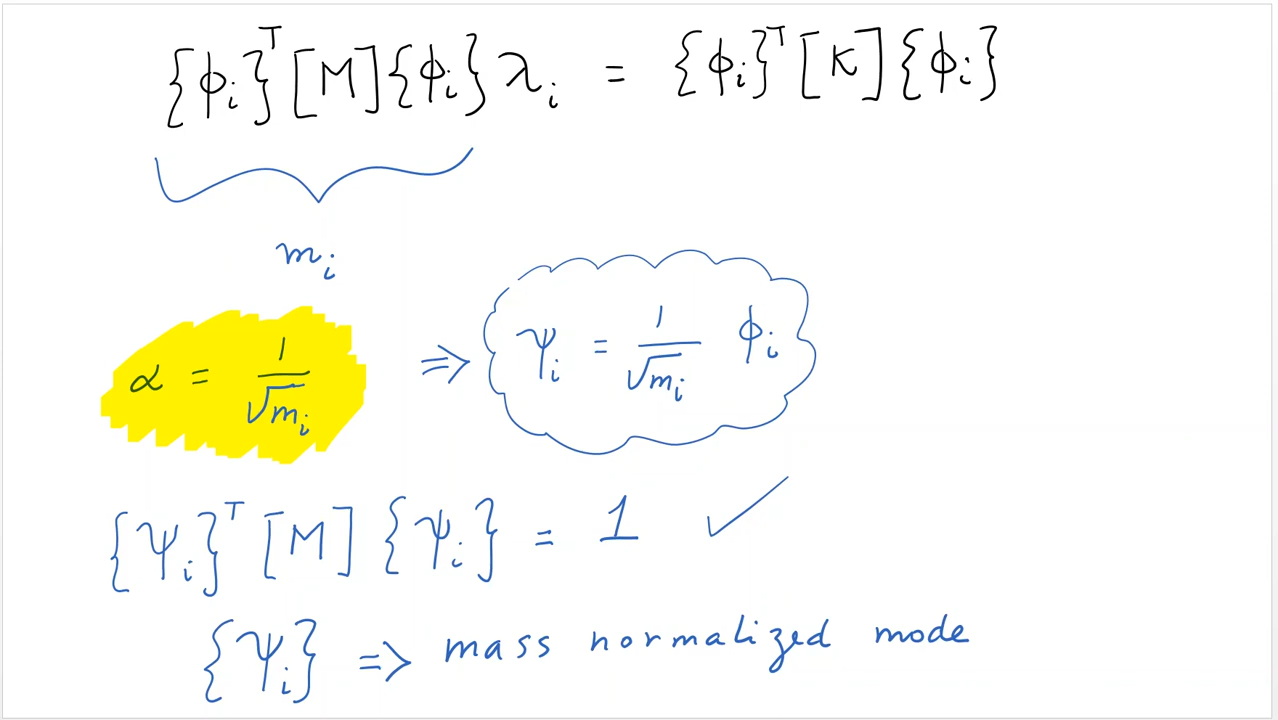 {ϕᵢ}ᵀ [M] {ϕᵢ} λᵢ = {ϕᵢ}ᵀ [K] {ϕᵢ}
mᵢ
α = 1/√mᵢ ⇒ ψᵢ = 1/√mᵢ ϕᵢ
{ψᵢ}ᵀ [M] {ψᵢ} = 1 ✓
{ψᵢ} ⇒ mass normalized mode